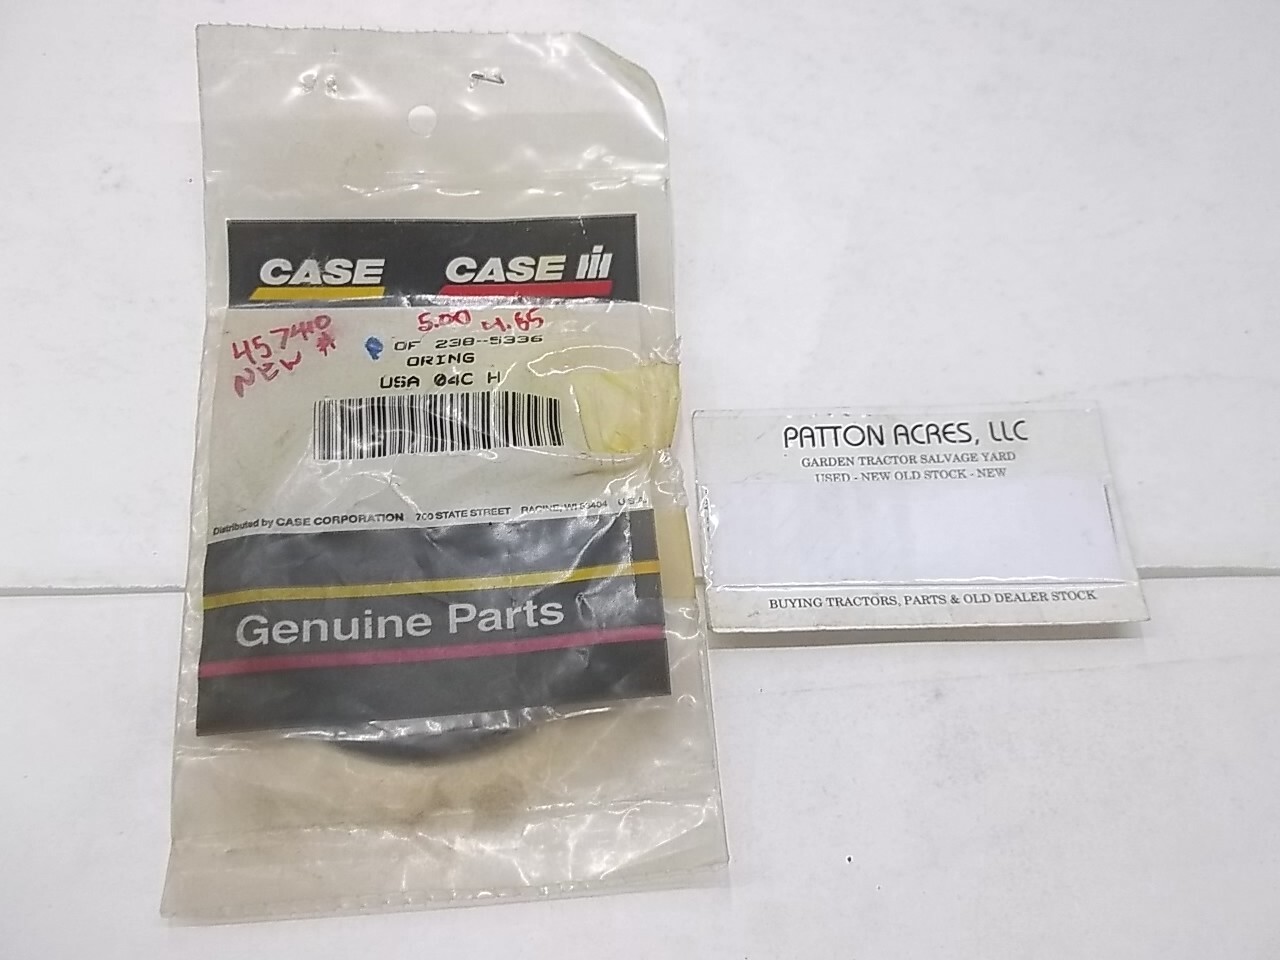 CASE CASE IH
5.00 4.65
45740
NEW #
OF 238-5336
ORING
USA 04C H
Distributed by CASE CORPORATION 700 STATE STREET RACINE, WI 53404 U.S.A.
Genuine Parts
PATTON ACRES, LLC
GARDEN TRACTOR SALVAGE YARD
USED - NEW OLD STOCK - NEW
BUYING TRACTORS, PARTS & OLD DEALER STOCK